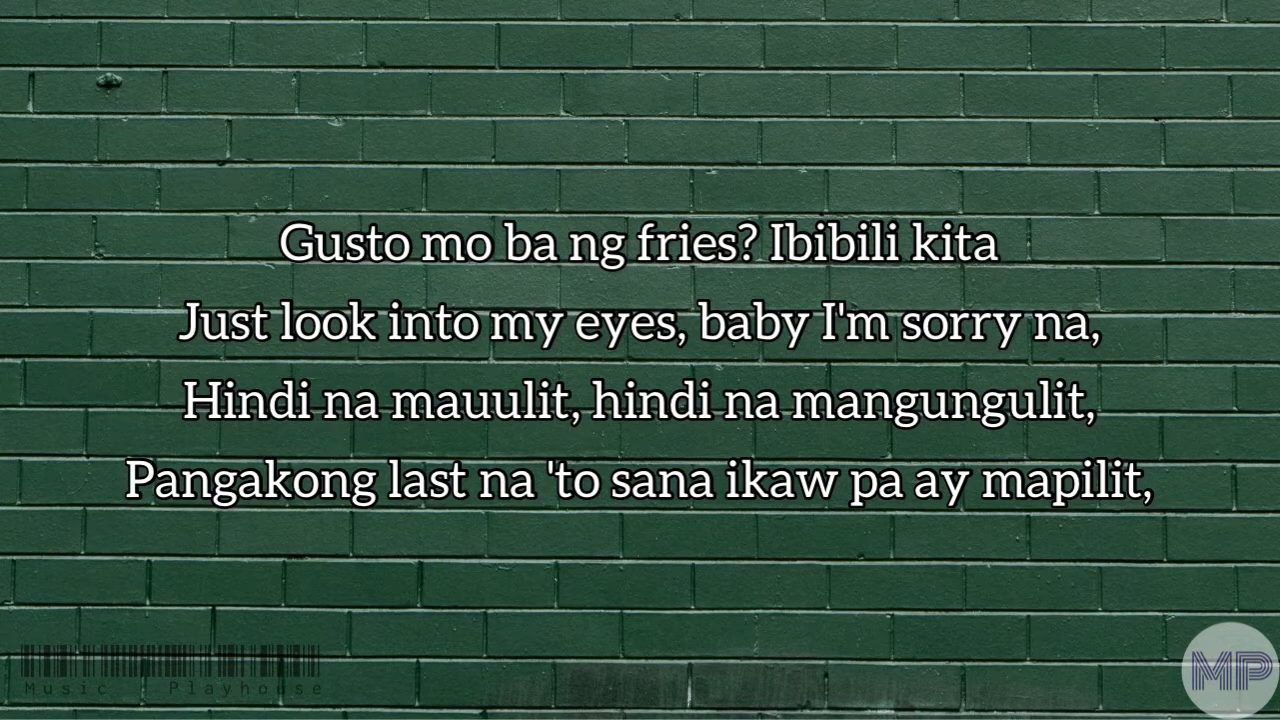 Gusto mo ba ng fries? Ibibili kita
Just look into my eyes, baby I'm sorry na,
Hindi na mauulit, hindi na mangungulit,
Pangakong last na 'to sana ikaw pa ay mapilit,
Music Playhouse
MP